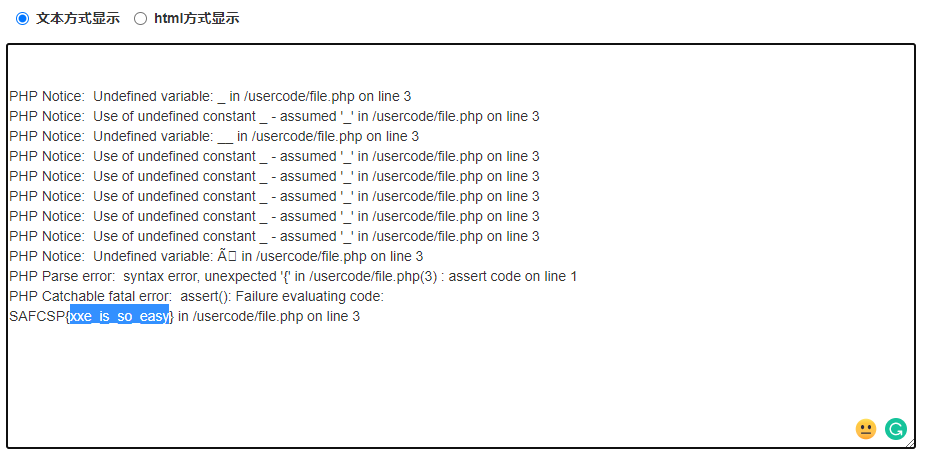 文本方式显示 html方式显示
PHP Notice:  Undefined variable: _ in /usercode/file.php on line 3
PHP Notice:  Use of undefined constant _ - assumed '_' in /usercode/file.php on line 3
PHP Notice:  Undefined variable: __ in /usercode/file.php on line 3
PHP Notice:  Use of undefined constant _ - assumed '_' in /usercode/file.php on line 3
PHP Notice:  Use of undefined constant _ - assumed '_' in /usercode/file.php on line 3
PHP Notice:  Use of undefined constant _ - assumed '_' in /usercode/file.php on line 3
PHP Notice:  Use of undefined constant _ - assumed '_' in /usercode/file.php on line 3
PHP Notice:  Use of undefined constant _ - assumed '_' in /usercode/file.php on line 3
PHP Notice:  Undefined variable: Ã in /usercode/file.php on line 3
PHP Parse error:  syntax error, unexpected '{' in /usercode/file.php(3) : assert code on line 1
PHP Catchable fatal error:  assert(): Failure evaluating code:
SAFCSP{xxe_is_so_easy} in /usercode/file.php on line 3